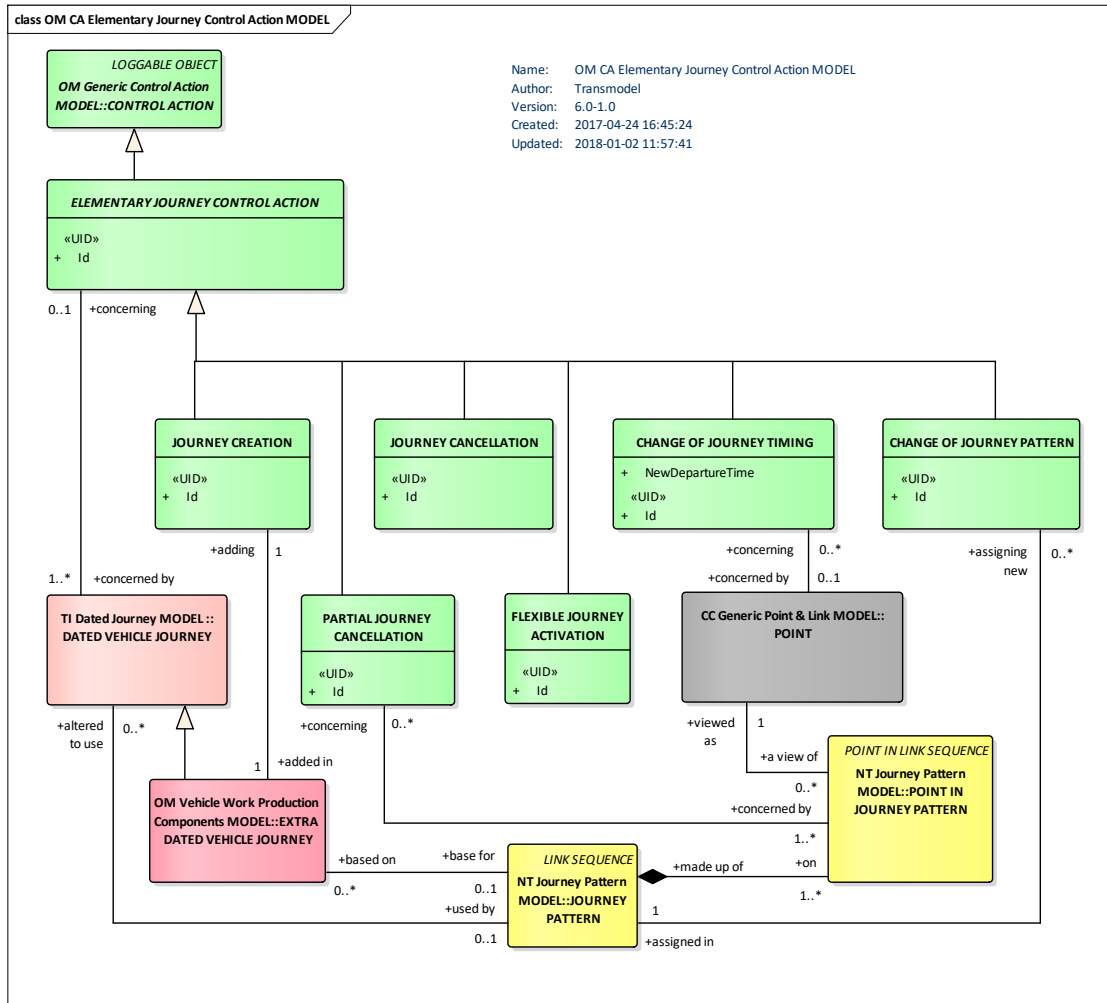 class OM CA Elementary Journey Control Action MODEL
LOGGABLE OBJECT
OM Generic Control Action
MODEL::CONTROL ACTION
Name: OM CA Elementary Journey Control Action MODEL
Author: Transmodel
Version: 6.0-1.0
Created: 2017-04-24 16:45:24
Updated: 2018-01-02 11:57:41
ELEMENTARY JOURNEY CONTROL ACTION
«UID»
+ Id
0..1 +concerning
JOURNEY CREATION
«UID»
+ Id
JOURNEY CANCELLATION
«UID»
+ Id
CHANGE OF JOURNEY TIMING
+ NewDepartureTime
«UID»
+ Id
CHANGE OF JOURNEY PATTERN
«UID»
+ Id
+adding 1
+concerning 0..*
+assigning
new
0..*
1..* +concerned by
+concerned by 0..1
TI Dated Journey MODEL ::
DATED VEHICLE JOURNEY
PARTIAL JOURNEY
CANCELLATION
«UID»
+ Id
FLEXIBLE JOURNEY
ACTIVATION
«UID»
+ Id
CC Generic Point & Link MODEL::
POINT
+altered
to use
0..*
+concerning 0..*
+viewed
as
1
+a view of
0..*
1 +added in
OM Vehicle Work Production
Components MODEL::EXTRA
DATED VEHICLE JOURNEY
POINT IN LINK SEQUENCE
NT Journey Pattern
MODEL::POINT IN
JOURNEY PATTERN
+concerned by
1..*
+based on
0..*
+base for
0..1
LINK SEQUENCE
NT Journey Pattern
MODEL::JOURNEY
PATTERN
+made up of
+on
1..*
+used by
0..1
1
+assigned in